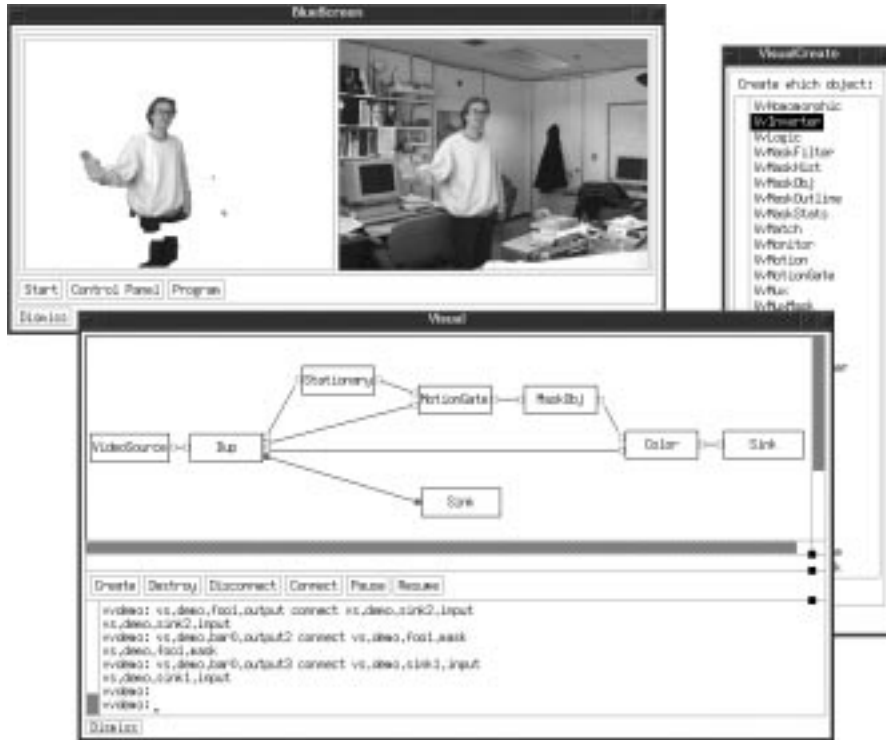 BlueScreen
Start Control Panel Program
Dismiss
VisualCreate
Create which object:
VvHomomorphic
VvInverter
VvLogic
VvMaskFilter
VvMaskHist
VvMaskObj
VvMaskOutline
VvMaskStats
VvMatch
VvMonitor
VvMotion
VvMotionGate
VvMux
VvMuxMask
Visual
Stationary
MotionGate MaskObj
VideoSource Dup Color Sink
Sink
Create Destroy Disconnect Connect Pause Resume
vvdemo: vs.demo.foo1.output connect vs.demo.sink2.input
vs.demo.sink2.input
vvdemo: vs.demo.bar0.output2 connect vs.demo.foo1.mask
vs.demo.foo1.mask
vvdemo: vs.demo.bar0.output3 connect vs.demo.sink1.input
vs.demo.sink1.input
vvdemo:
vvdemo:
Dismiss